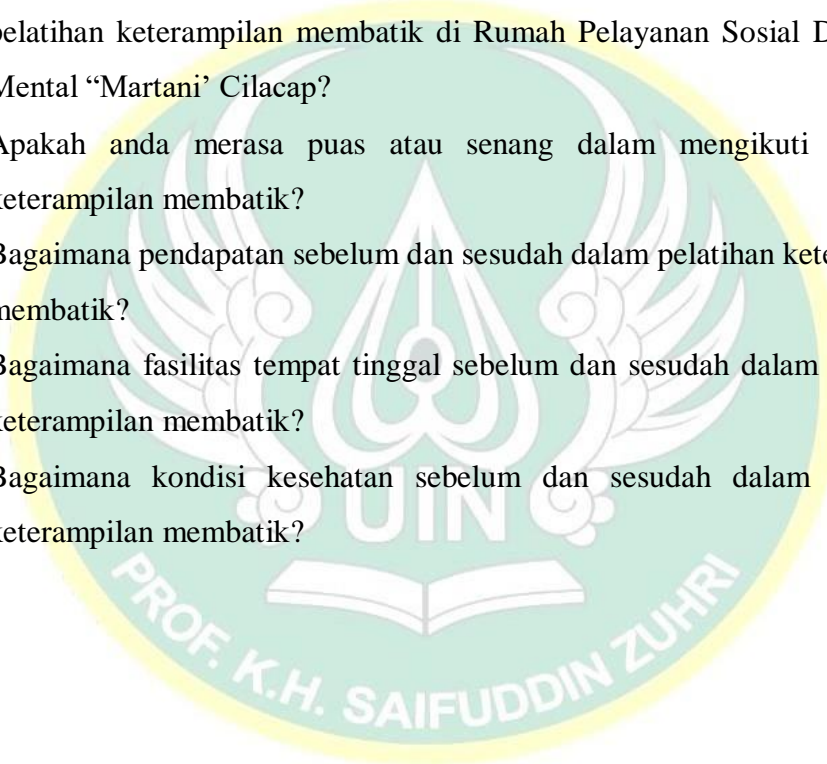 pelatihan keterampilan membatik di Rumah Pelayanan Sosial D
Mental “Martani’ Cilacap?
Apakah anda merasa puas atau senang dalam mengikuti
keterampilan membatik?
Bagaimana pendapatan sebelum dan sesudah dalam pelatihan kete
membatik?
Bagaimana fasilitas tempat tinggal sebelum dan sesudah dalam
keterampilan membatik?
Bagaimana kondisi kesehatan sebelum dan sesudah dalam
keterampilan membatik?
UIN
PROF. K.H. SAIFUDDIN ZUHRI